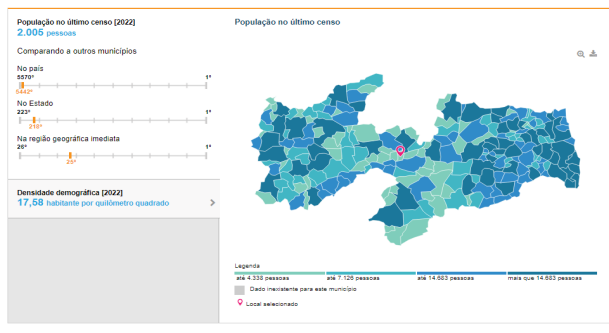 População no último censo [2022]
2.005 pessoas
Comparando a outros municípios
No país
5570º 1º
5442º
No Estado
223º 1º
218º
Na região geográfica imediata
26º 1º
25º
Densidade demográfica [2022]
17,58 habitante por quilômetro quadrado
População no último censo
Legenda
até 4.338 pessoas até 7.126 pessoas até 14.683 pessoas mais que 14.683 pessoas
Dado inexistente para este município
Local selecionado